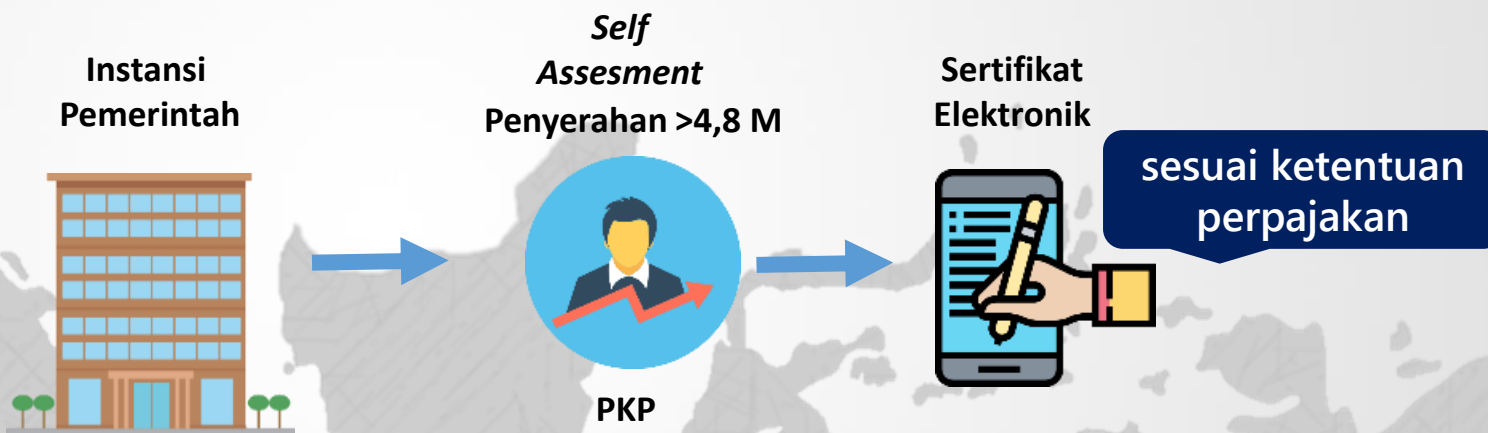 Instansi
Pemerintah
Self
Assesment
Penyerahan >4,8 M
PKP
Sertifikat
Elektronik
sesuai ketentuan
perpajakan